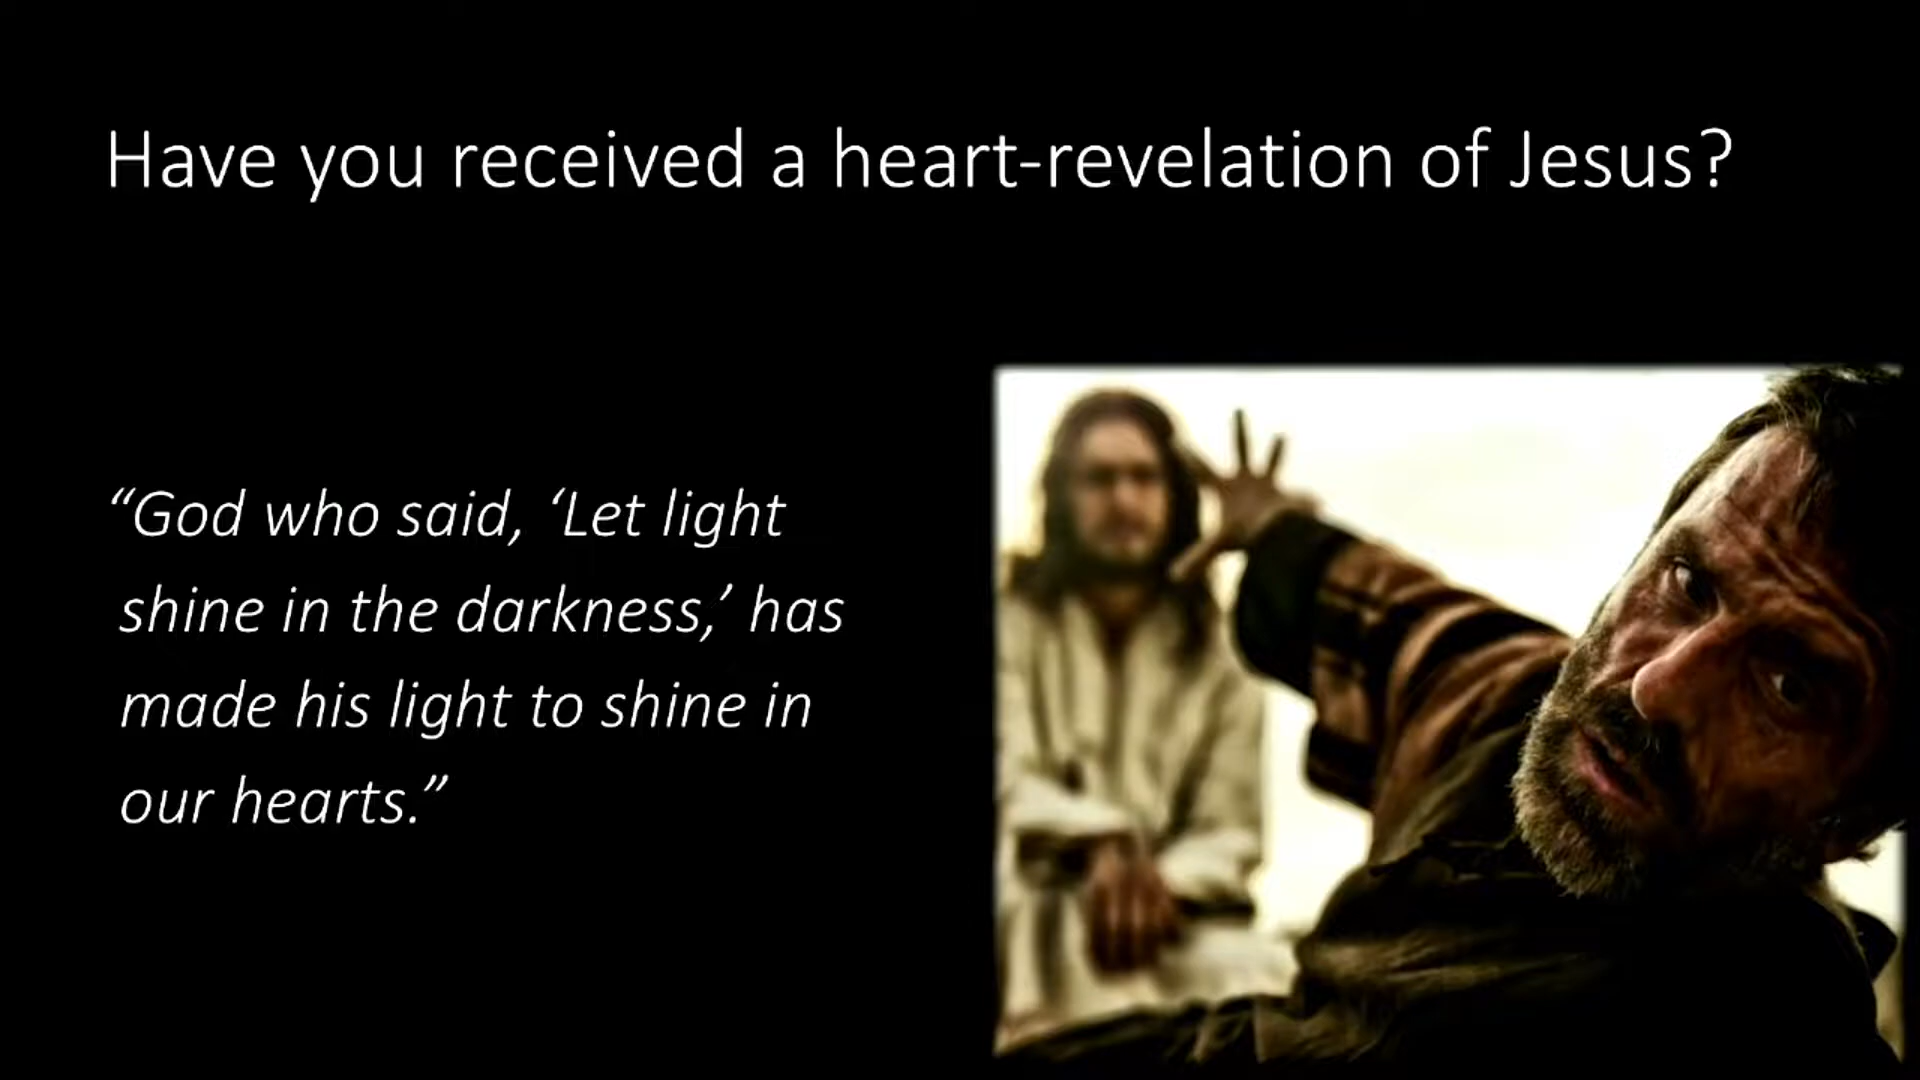 Have you received a heart-revelation of Jesus?
“God who said, ‘Let light
shine in the darkness,’ has
made his light to shine in
our hearts.”